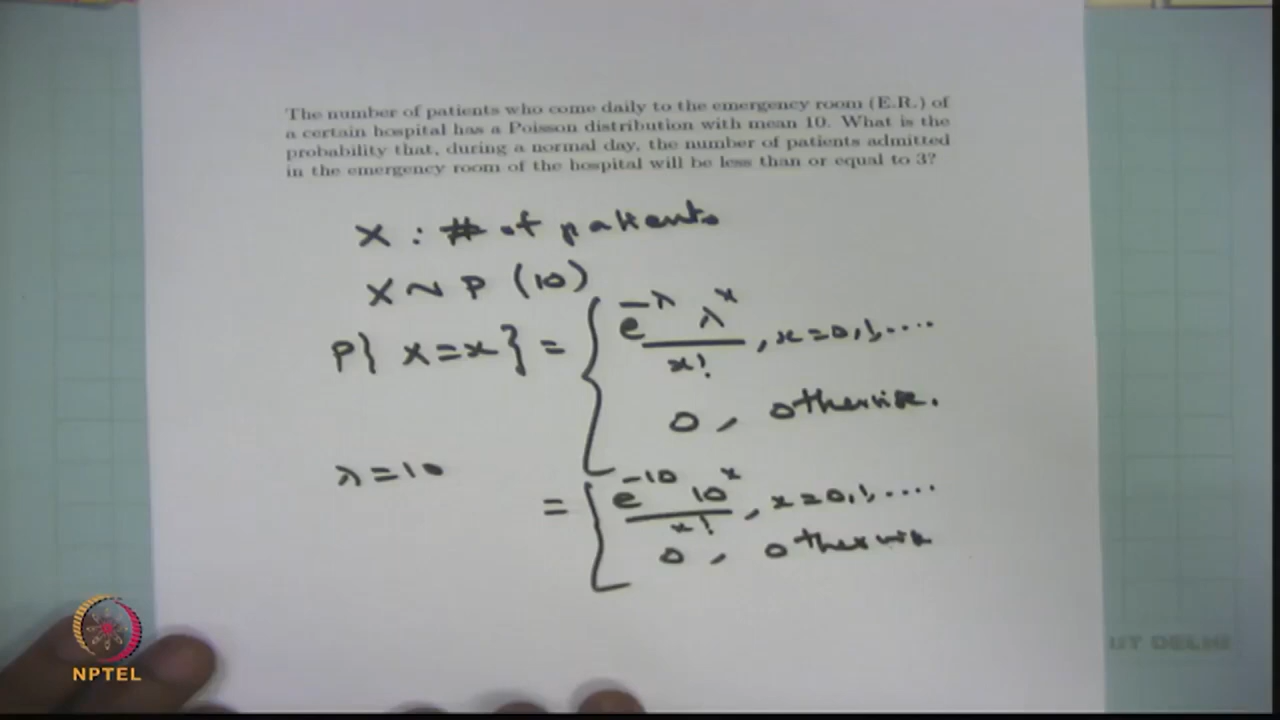 The number of patients who come daily to the emergency room (E.R.) of
a certain hospital has a Poisson distribution with mean 10. What is the
probability that, during a normal day, the number of patients admitted
in the emergency room of the hospital will be less than or equal to 3?
X : # of patients
X ~ P (10)
P{ X = x } = { e^{-λ} λ^x / x! , x = 0, 1, ....
0 , otherwise.
λ = 10
= { e^{-10} 10^x / x! , x = 0, 1, ....
0 , otherwise
NPTEL
IIT DELHI